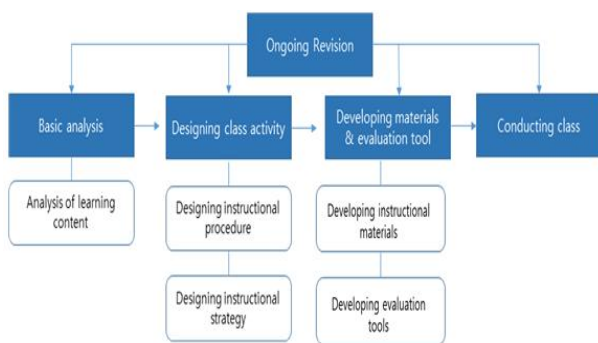 Ongoing Revision
Basic analysis
Designing class activity
Developing materials
& evaluation tool
Conducting class
Analysis of learning
content
Designing instructional
procedure
Developing instructional
materials
Designing instructional
strategy
Developing evaluation
tools